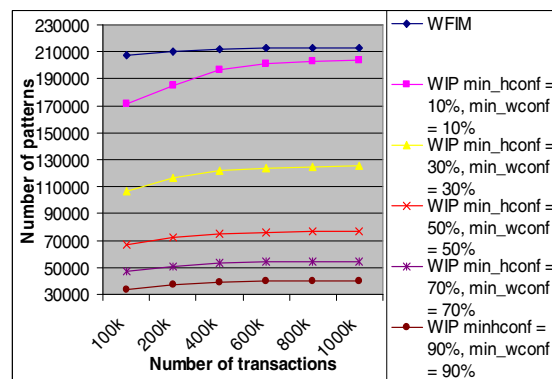 230000
210000
190000
170000
150000
130000
110000
90000
70000
50000
30000
Number of patterns
100k
200k
400k
600k
800k
1000k
Number of transactions
WFIM
WIP min_hconf =
10%, min_wconf
= 10%
WIP min_hconf =
30%, min_wconf
= 30%
WIP min_hconf =
50%, min_wconf
= 50%
WIP min_hconf =
70%, min_wconf
= 70%
WIP minhconf =
90%, min_wconf
= 90%